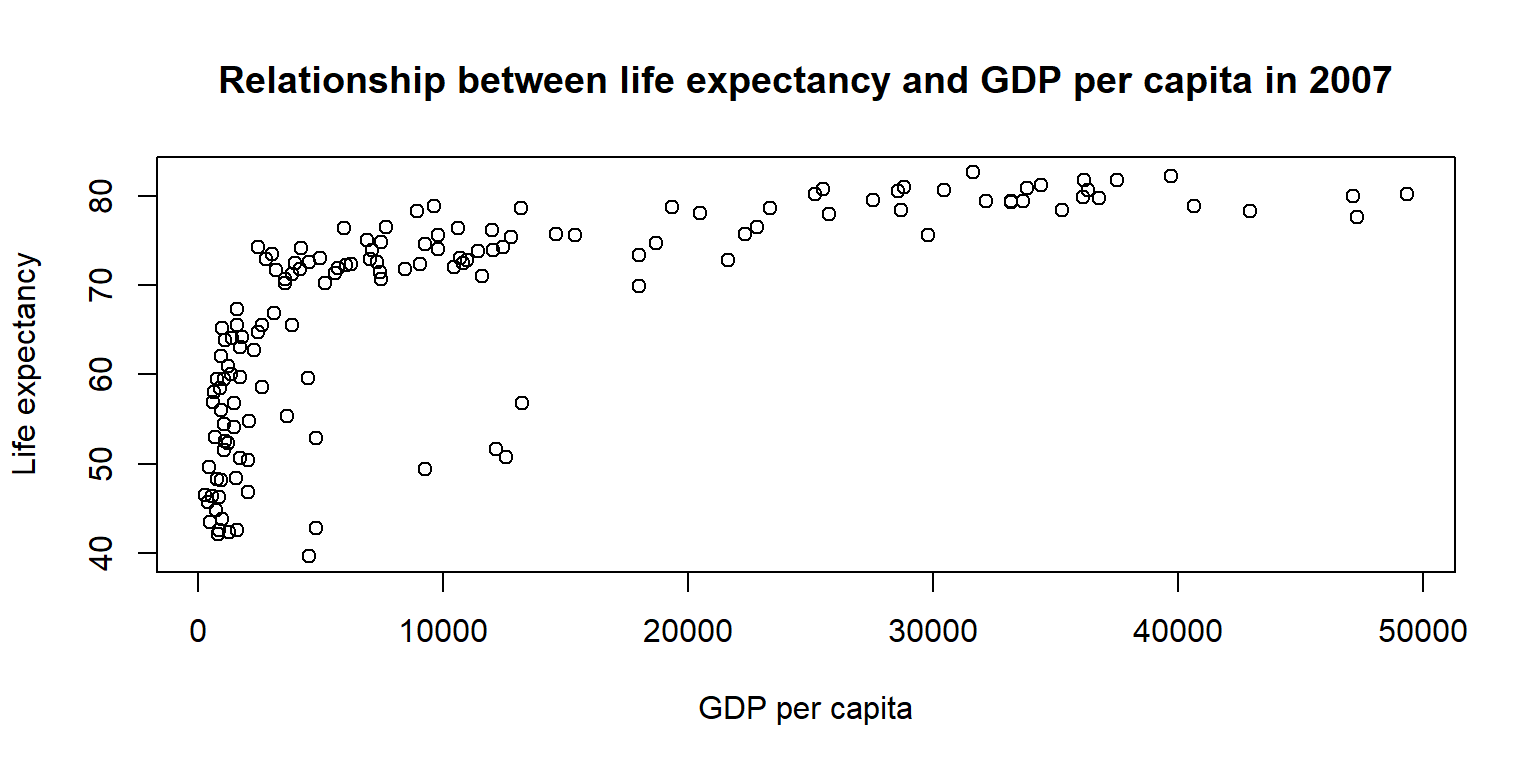 Relationship between life expectancy and GDP per capita in 2007
Life expectancy
80
70
60
50
40
0 10000 20000 30000 40000 50000
GDP per capita